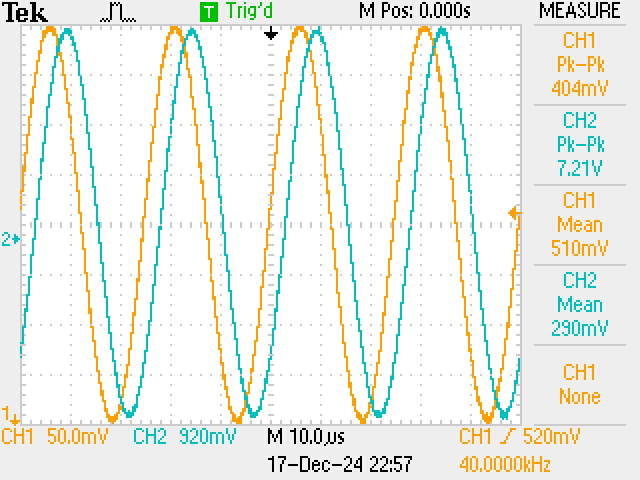 Tek T Trig'd M Pos: 0.000s MEASURE
CH1
Pk-Pk
404mV
CH2
Pk-Pk
7.21V
CH1
Mean
510mV
CH2
Mean
290mV
CH1
None
2
1
CH1 50.0mV CH2 920mV M 10.0µs CH1 520mV
17-Dec-24 22:57 40.0000kHz